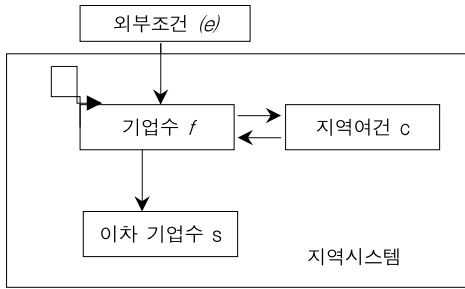 외부조건 (e)
기업수 f
지역여건 c
이차 기업수 s
지역시스템